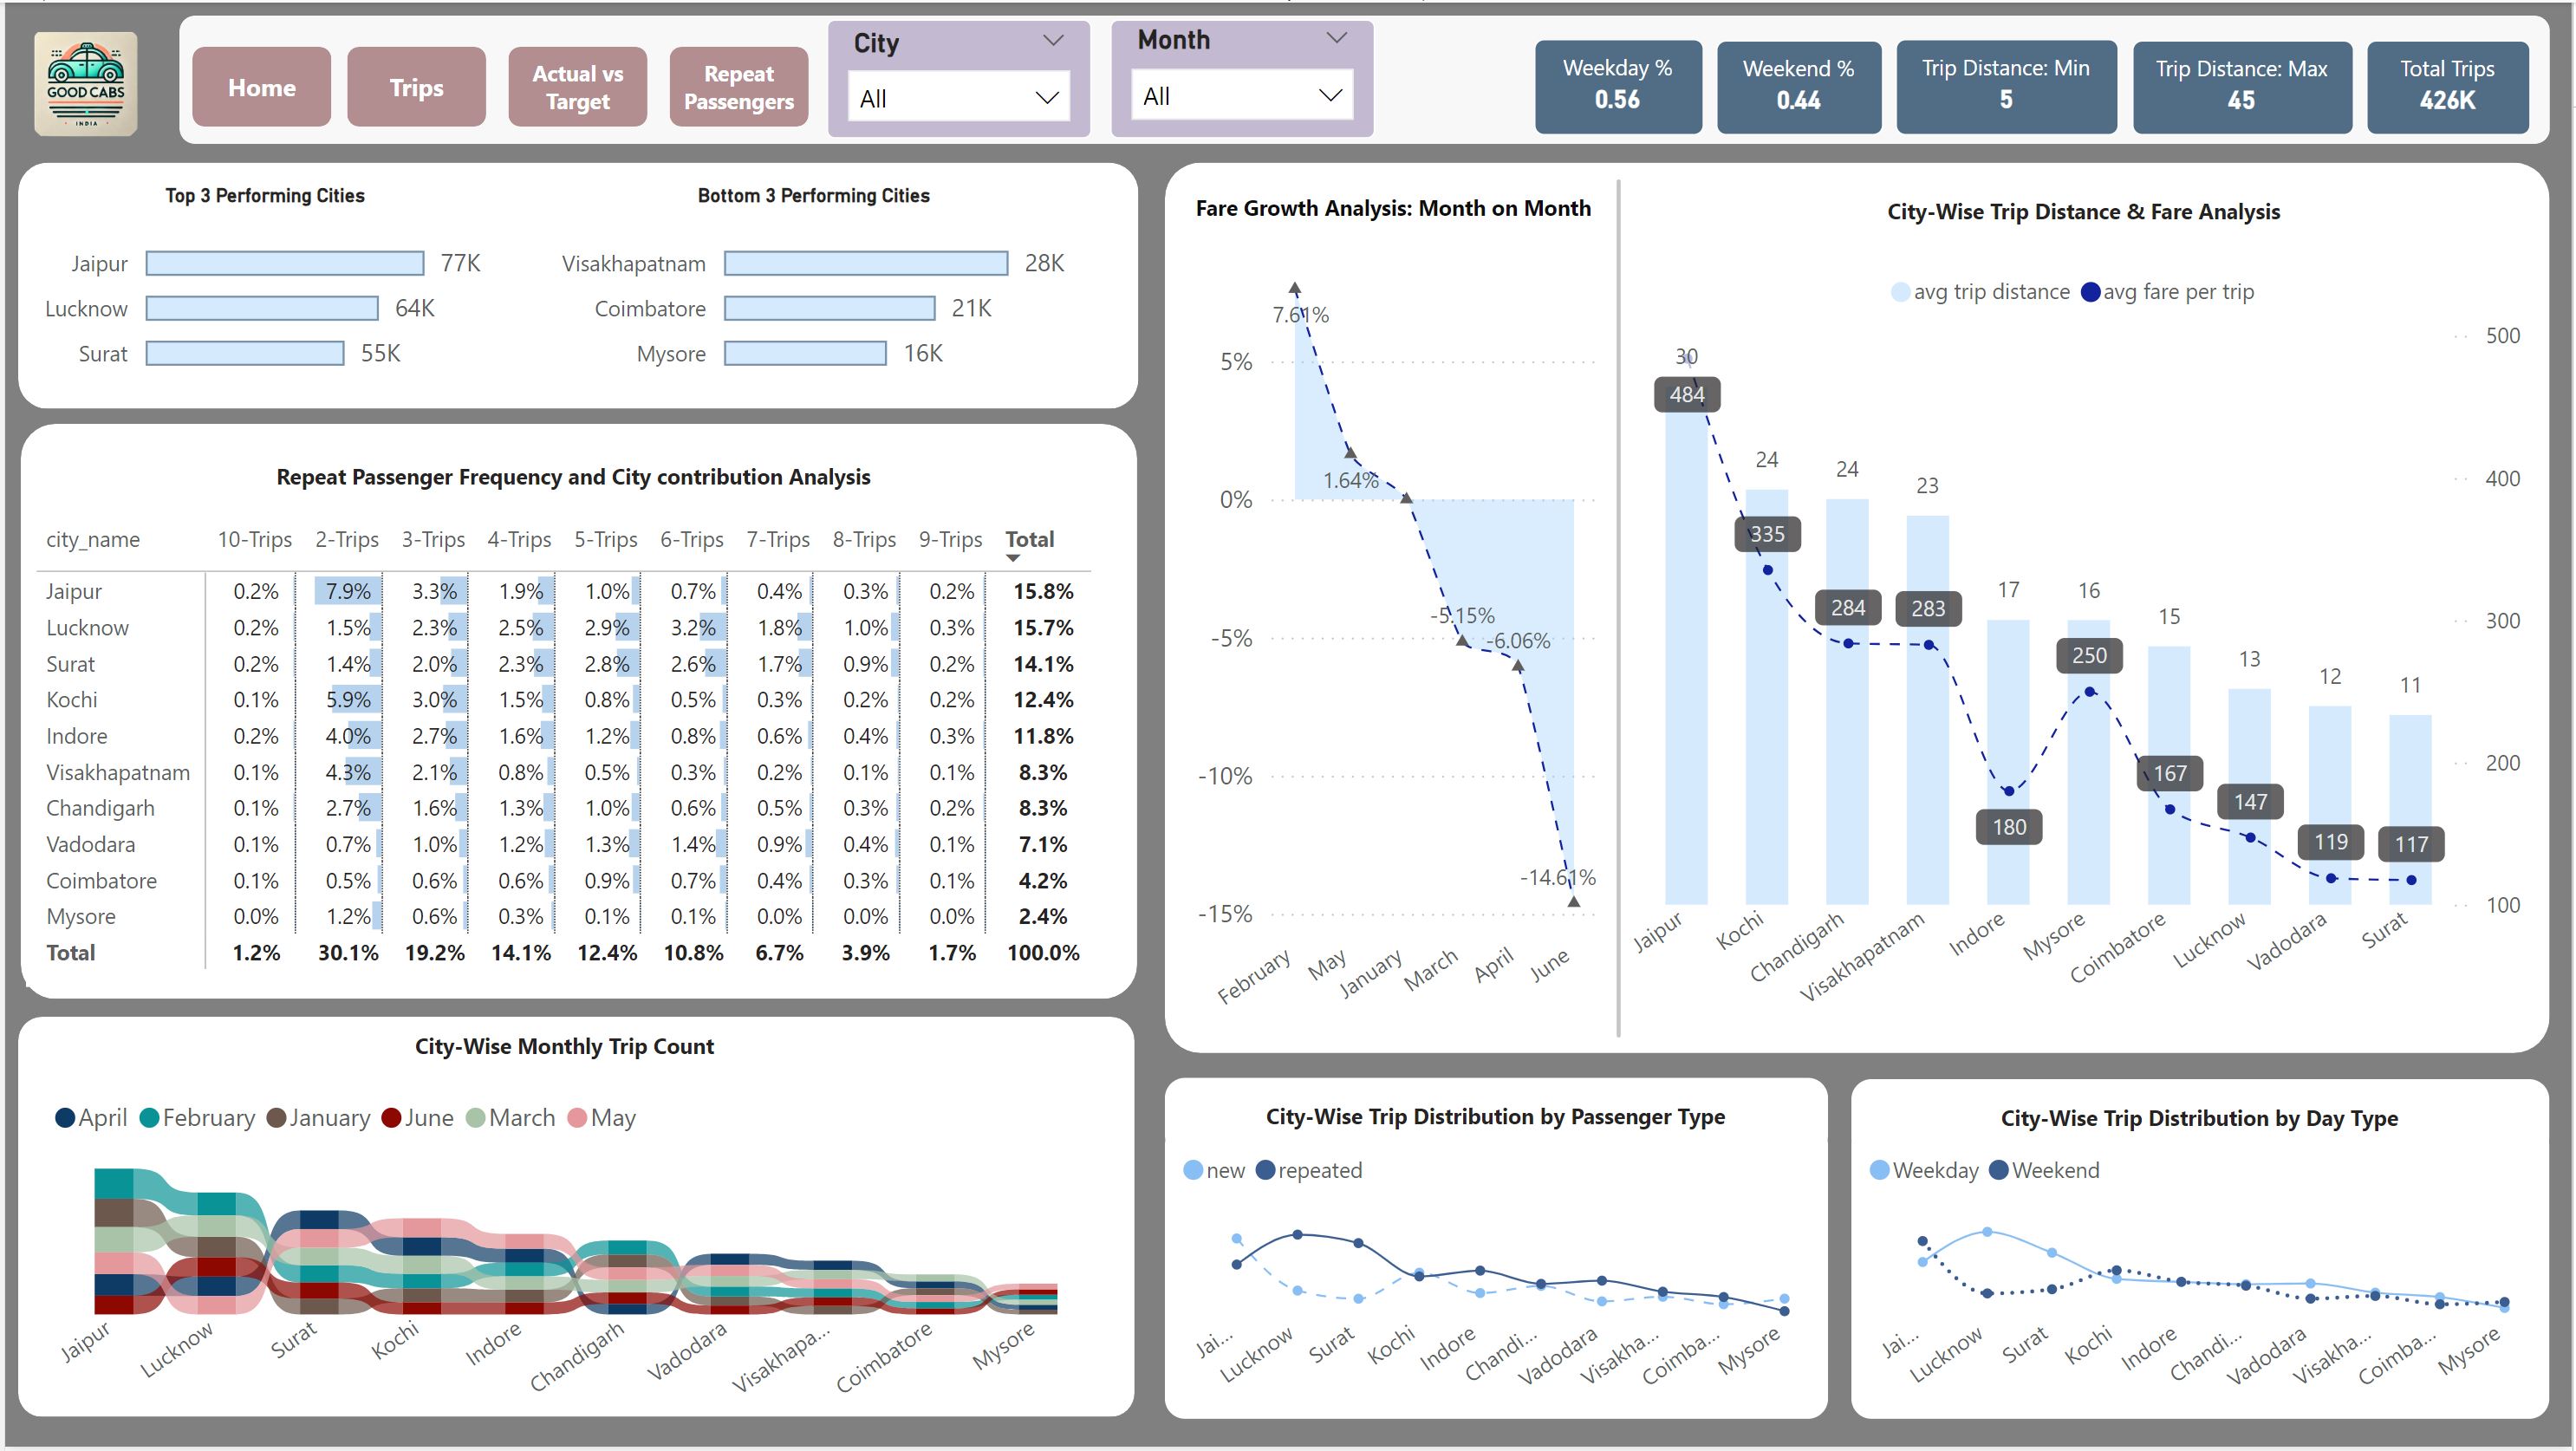 GOOD CABS
INDIA
Home
Trips
Actual vs
Target
Repeat
Passengers
City
All
Month
All
Weekday %
0.56
Weekend %
0.44
Trip Distance: Min
5
Trip Distance: Max
45
Total Trips
426K
Top 3 Performing Cities
Jaipur 77K
Lucknow 64K
Surat 55K
Bottom 3 Performing Cities
Visakhapatnam 28K
Coimbatore 21K
Mysore 16K
Repeat Passenger Frequency and City contribution Analysis
city_name 10-Trips 2-Trips 3-Trips 4-Trips 5-Trips 6-Trips 7-Trips 8-Trips 9-Trips Total
Jaipur 0.2% 7.9% 3.3% 1.9% 1.0% 0.7% 0.4% 0.3% 0.2% 15.8%
Lucknow 0.2% 1.5% 2.3% 2.5% 2.9% 3.2% 1.8% 1.0% 0.3% 15.7%
Surat 0.2% 1.4% 2.0% 2.3% 2.8% 2.6% 1.7% 0.9% 0.2% 14.1%
Kochi 0.1% 5.9% 3.0% 1.5% 0.8% 0.5% 0.3% 0.2% 0.2% 12.4%
Indore 0.2% 4.0% 2.7% 1.6% 1.2% 0.8% 0.6% 0.4% 0.3% 11.8%
Visakhapatnam 0.1% 4.3% 2.1% 0.8% 0.5% 0.3% 0.2% 0.1% 0.1% 8.3%
Chandigarh 0.1% 2.7% 1.6% 1.3% 1.0% 0.6% 0.5% 0.3% 0.2% 8.3%
Vadodara 0.1% 0.7% 1.0% 1.2% 1.3% 1.4% 0.9% 0.4% 0.1% 7.1%
Coimbatore 0.1% 0.5% 0.6% 0.6% 0.9% 0.7% 0.4% 0.3% 0.1% 4.2%
Mysore 0.0% 1.2% 0.6% 0.3% 0.1% 0.1% 0.0% 0.0% 0.0% 2.4%
Total 1.2% 30.1% 19.2% 14.1% 12.4% 10.8% 6.7% 3.9% 1.7% 100.0%
Fare Growth Analysis: Month on Month
7.61%
5%
1.64%
0%
-5.15%
-5%
-6.06%
-10%
-14.61%
-15%
February May January March April June
City-Wise Trip Distance & Fare Analysis
avg trip distance avg fare per trip
30 24 24 23 17 16 15 13 12 11
484 335 284 283 180 250 167 147 119 117
500
400
300
200
100
Jaipur Kochi Chandigarh Visakhapatnam Indore Mysore Coimbatore Lucknow Vadodara Surat
City-Wise Monthly Trip Count
April February January June March May
Jaipur Lucknow Surat Kochi Indore Chandigarh Vadodara Visakhapa... Coimbatore Mysore
City-Wise Trip Distribution by Passenger Type
new repeated
Jai... Lucknow Surat Kochi Indore Chandi... Vadodara Visakha... Coimba... Mysore
City-Wise Trip Distribution by Day Type
Weekday Weekend
Jai... Lucknow Surat Kochi Indore Chandi... Vadodara Visakha... Coimba... Mysore